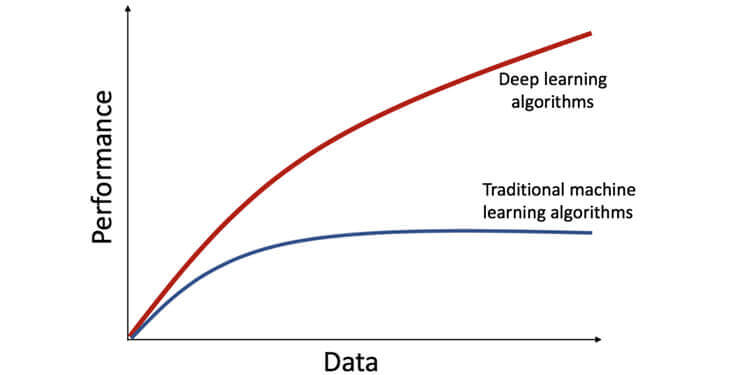 Performance
Deep learning
algorithms
Traditional machine
learning algorithms
Data